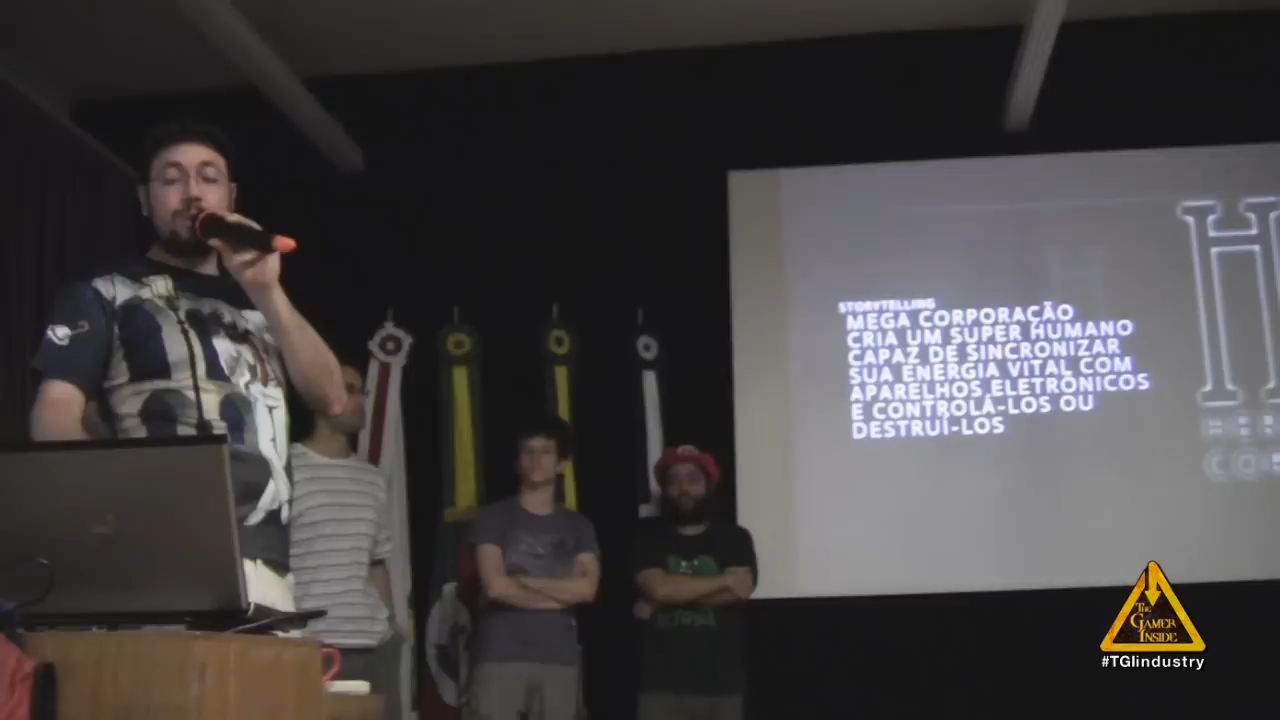 STORYTELLING
MEGA CORPORAÇÃO
CRIA UM SUPER HUMANO
CAPAZ DE SINCRONIZAR
SUA ENERGIA VITAL COM
APARELHOS ELETRÔNICOS
E CONTROLÁ-LOS OU
DESTRUÍ-LOS
THE
GAMER
INSIDE
#TGIindustry